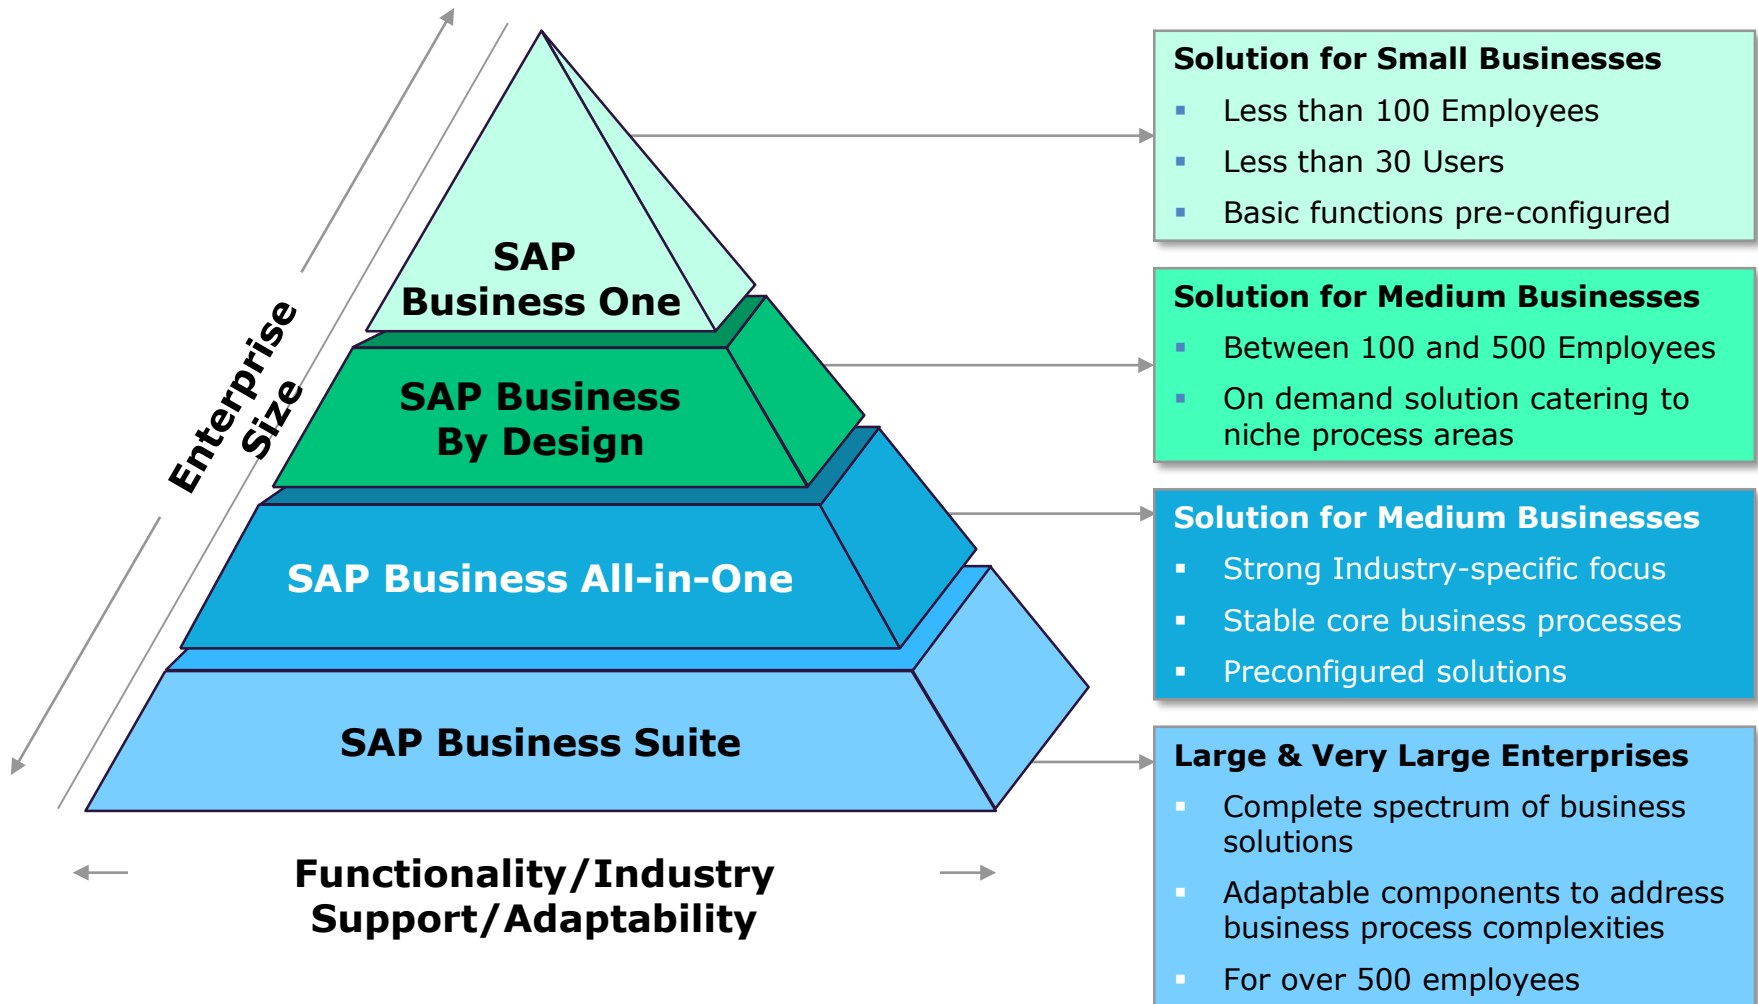 Solution for Small Businesses
Less than 100 Employees
Less than 30 Users
Basic functions pre-configured
SAP
Business One
Solution for Medium Businesses
Between 100 and 500 Employees
On demand solution catering to
niche process areas
Enterprise
Size
SAP Business
By Design
Solution for Medium Businesses
Strong Industry-specific focus
Stable core business processes
Preconfigured solutions
SAP Business All-in-One
SAP Business Suite
Large & Very Large Enterprises
Complete spectrum of business
solutions
Adaptable components to address
business process complexities
For over 500 employees
Functionality/Industry
Support/Adaptability